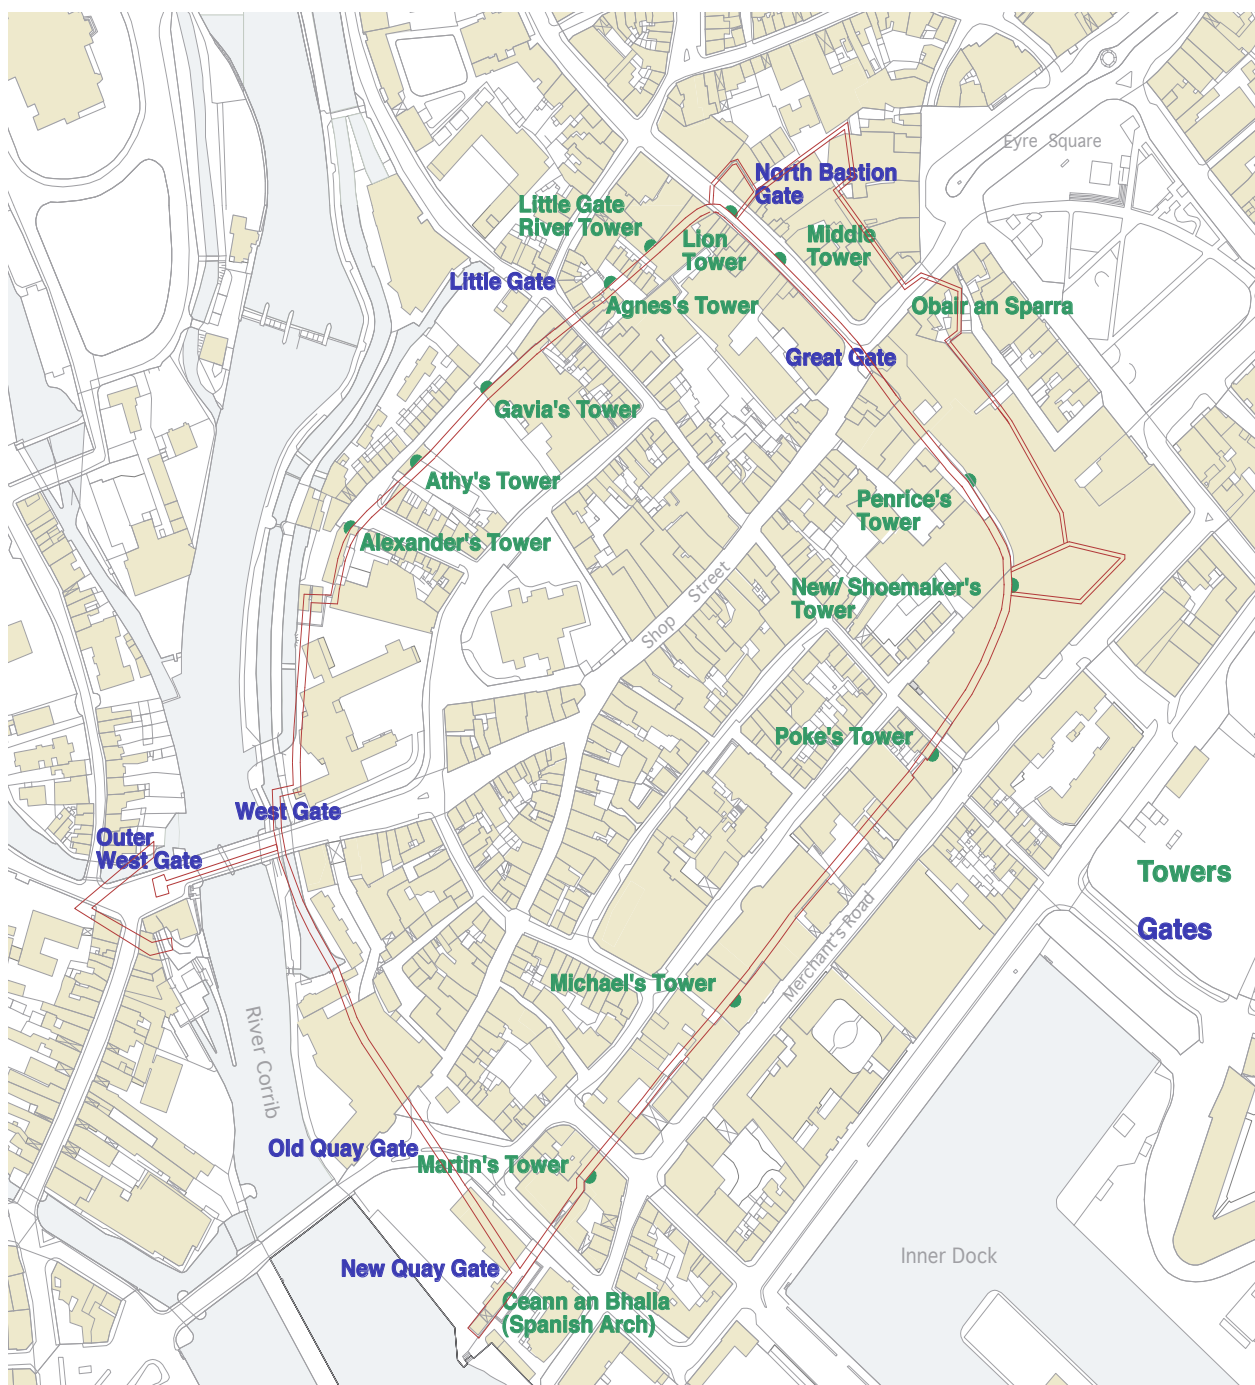 Eyre Square
North Bastion
Gate
Little Gate
River Tower
Lion
Tower
Middle
Tower
Little Gate
Agnes's Tower
Obair an Sparra
Great Gate
Gavia's Tower
Athy's Tower
Penrice's
Tower
Alexander's Tower
New/ Shoemaker's
Tower
Shop Street
Poke's Tower
West Gate
Outer
West Gate
Towers
Gates
Merchant's Road
Michael's Tower
River Corrib
Old Quay Gate
Martin's Tower
Inner Dock
New Quay Gate
Ceann an Bhalla
(Spanish Arch)